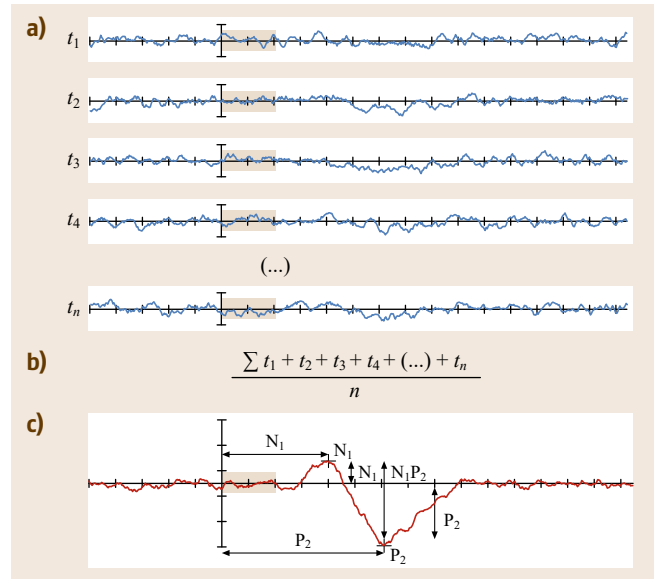 a) t1
t2
t3
t4
(...)
tn
b) ∑ t1 + t2 + t3 + t4 + (...) + tn
n
c)
N1 N1
N1 N1P2
P2
P2 P2